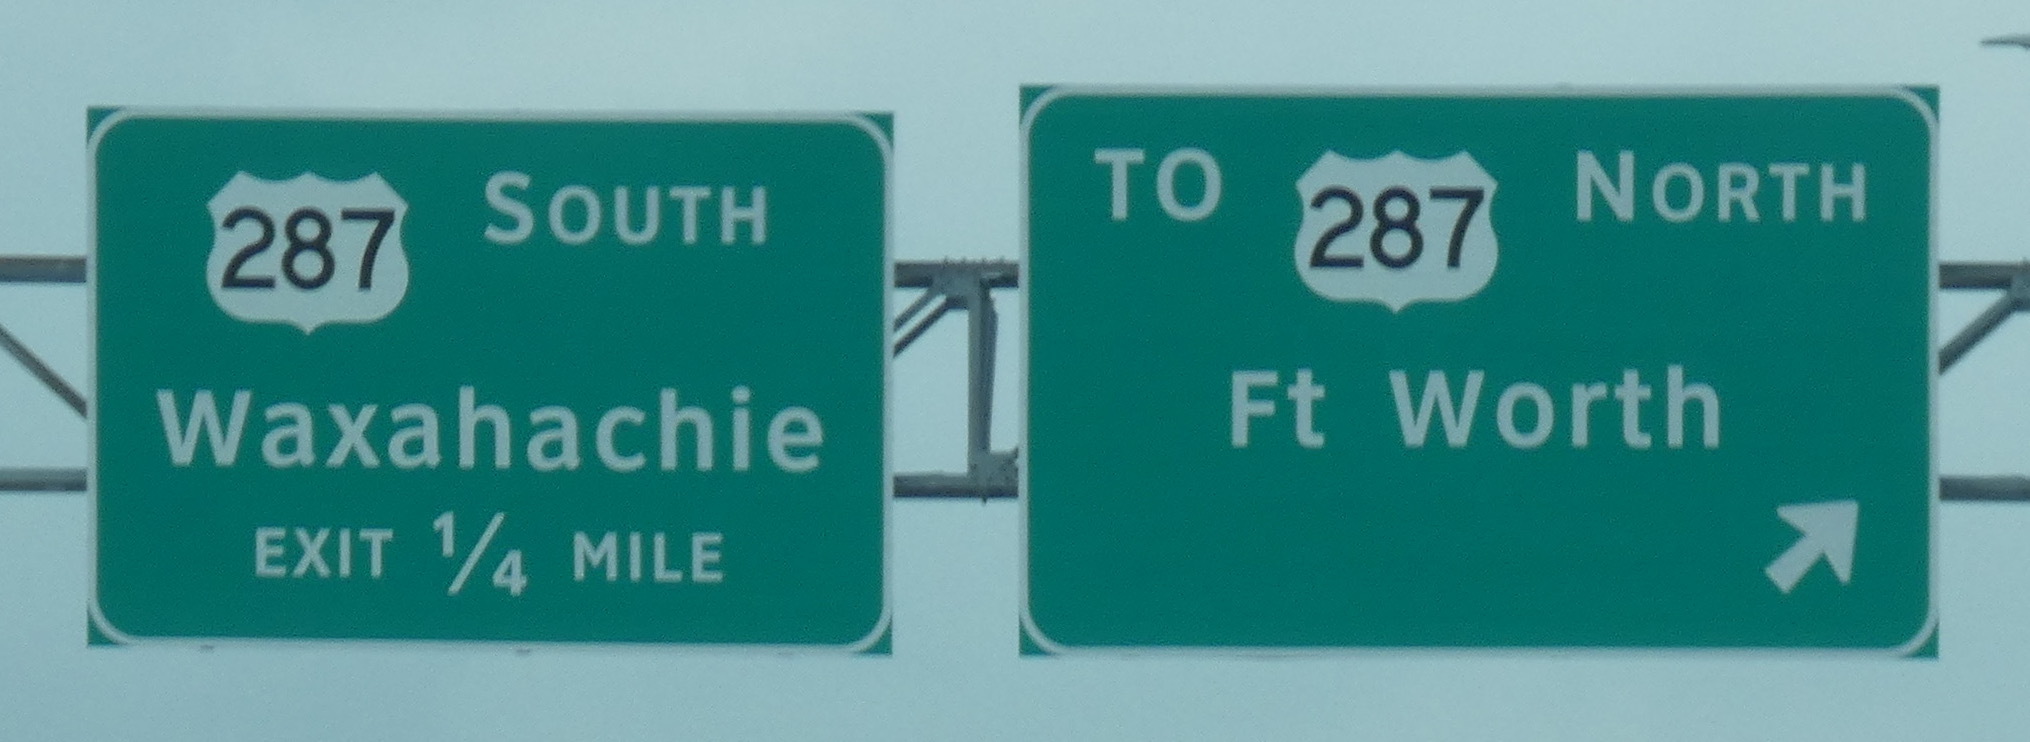 287 SOUTH
Waxahachie
EXIT 1/4 MILE
TO 287 NORTH
Ft Worth